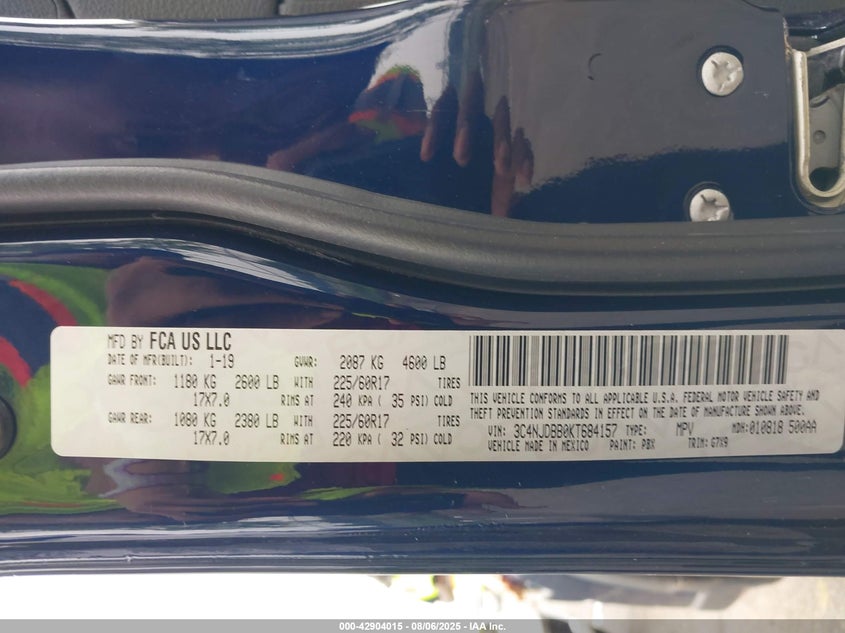 MFD BY FCA US LLC
DATE OF MFR(BUILT): 1-19 GVWR: 2087 KG 4600 LB
GAWR FRONT: 1180 KG 2600 LB WITH 225/60R17 TIRES
17X7.0 RIMS AT 240 KPA ( 35 PSI) COLD
GAWR REAR: 1080 KG 2380 LB WITH 225/60R17 TIRES
17X7.0 RIMS AT 220 KPA ( 32 PSI) COLD
THIS VEHICLE CONFORMS TO ALL APPLICABLE U.S.A. FEDERAL MOTOR VEHICLE SAFETY AND
THEFT PREVENTION STANDARDS IN EFFECT ON THE DATE OF MANUFACTURE SHOWN ABOVE.
VIN: 3C4NJDBB0KT684157 TYPE: MPV MDH: 010818 500AA
VEHICLE MADE IN MEXICO PAINT: PBX TRIM: G7X9
000-42904015 - 08/06/2025 - IAA Inc.